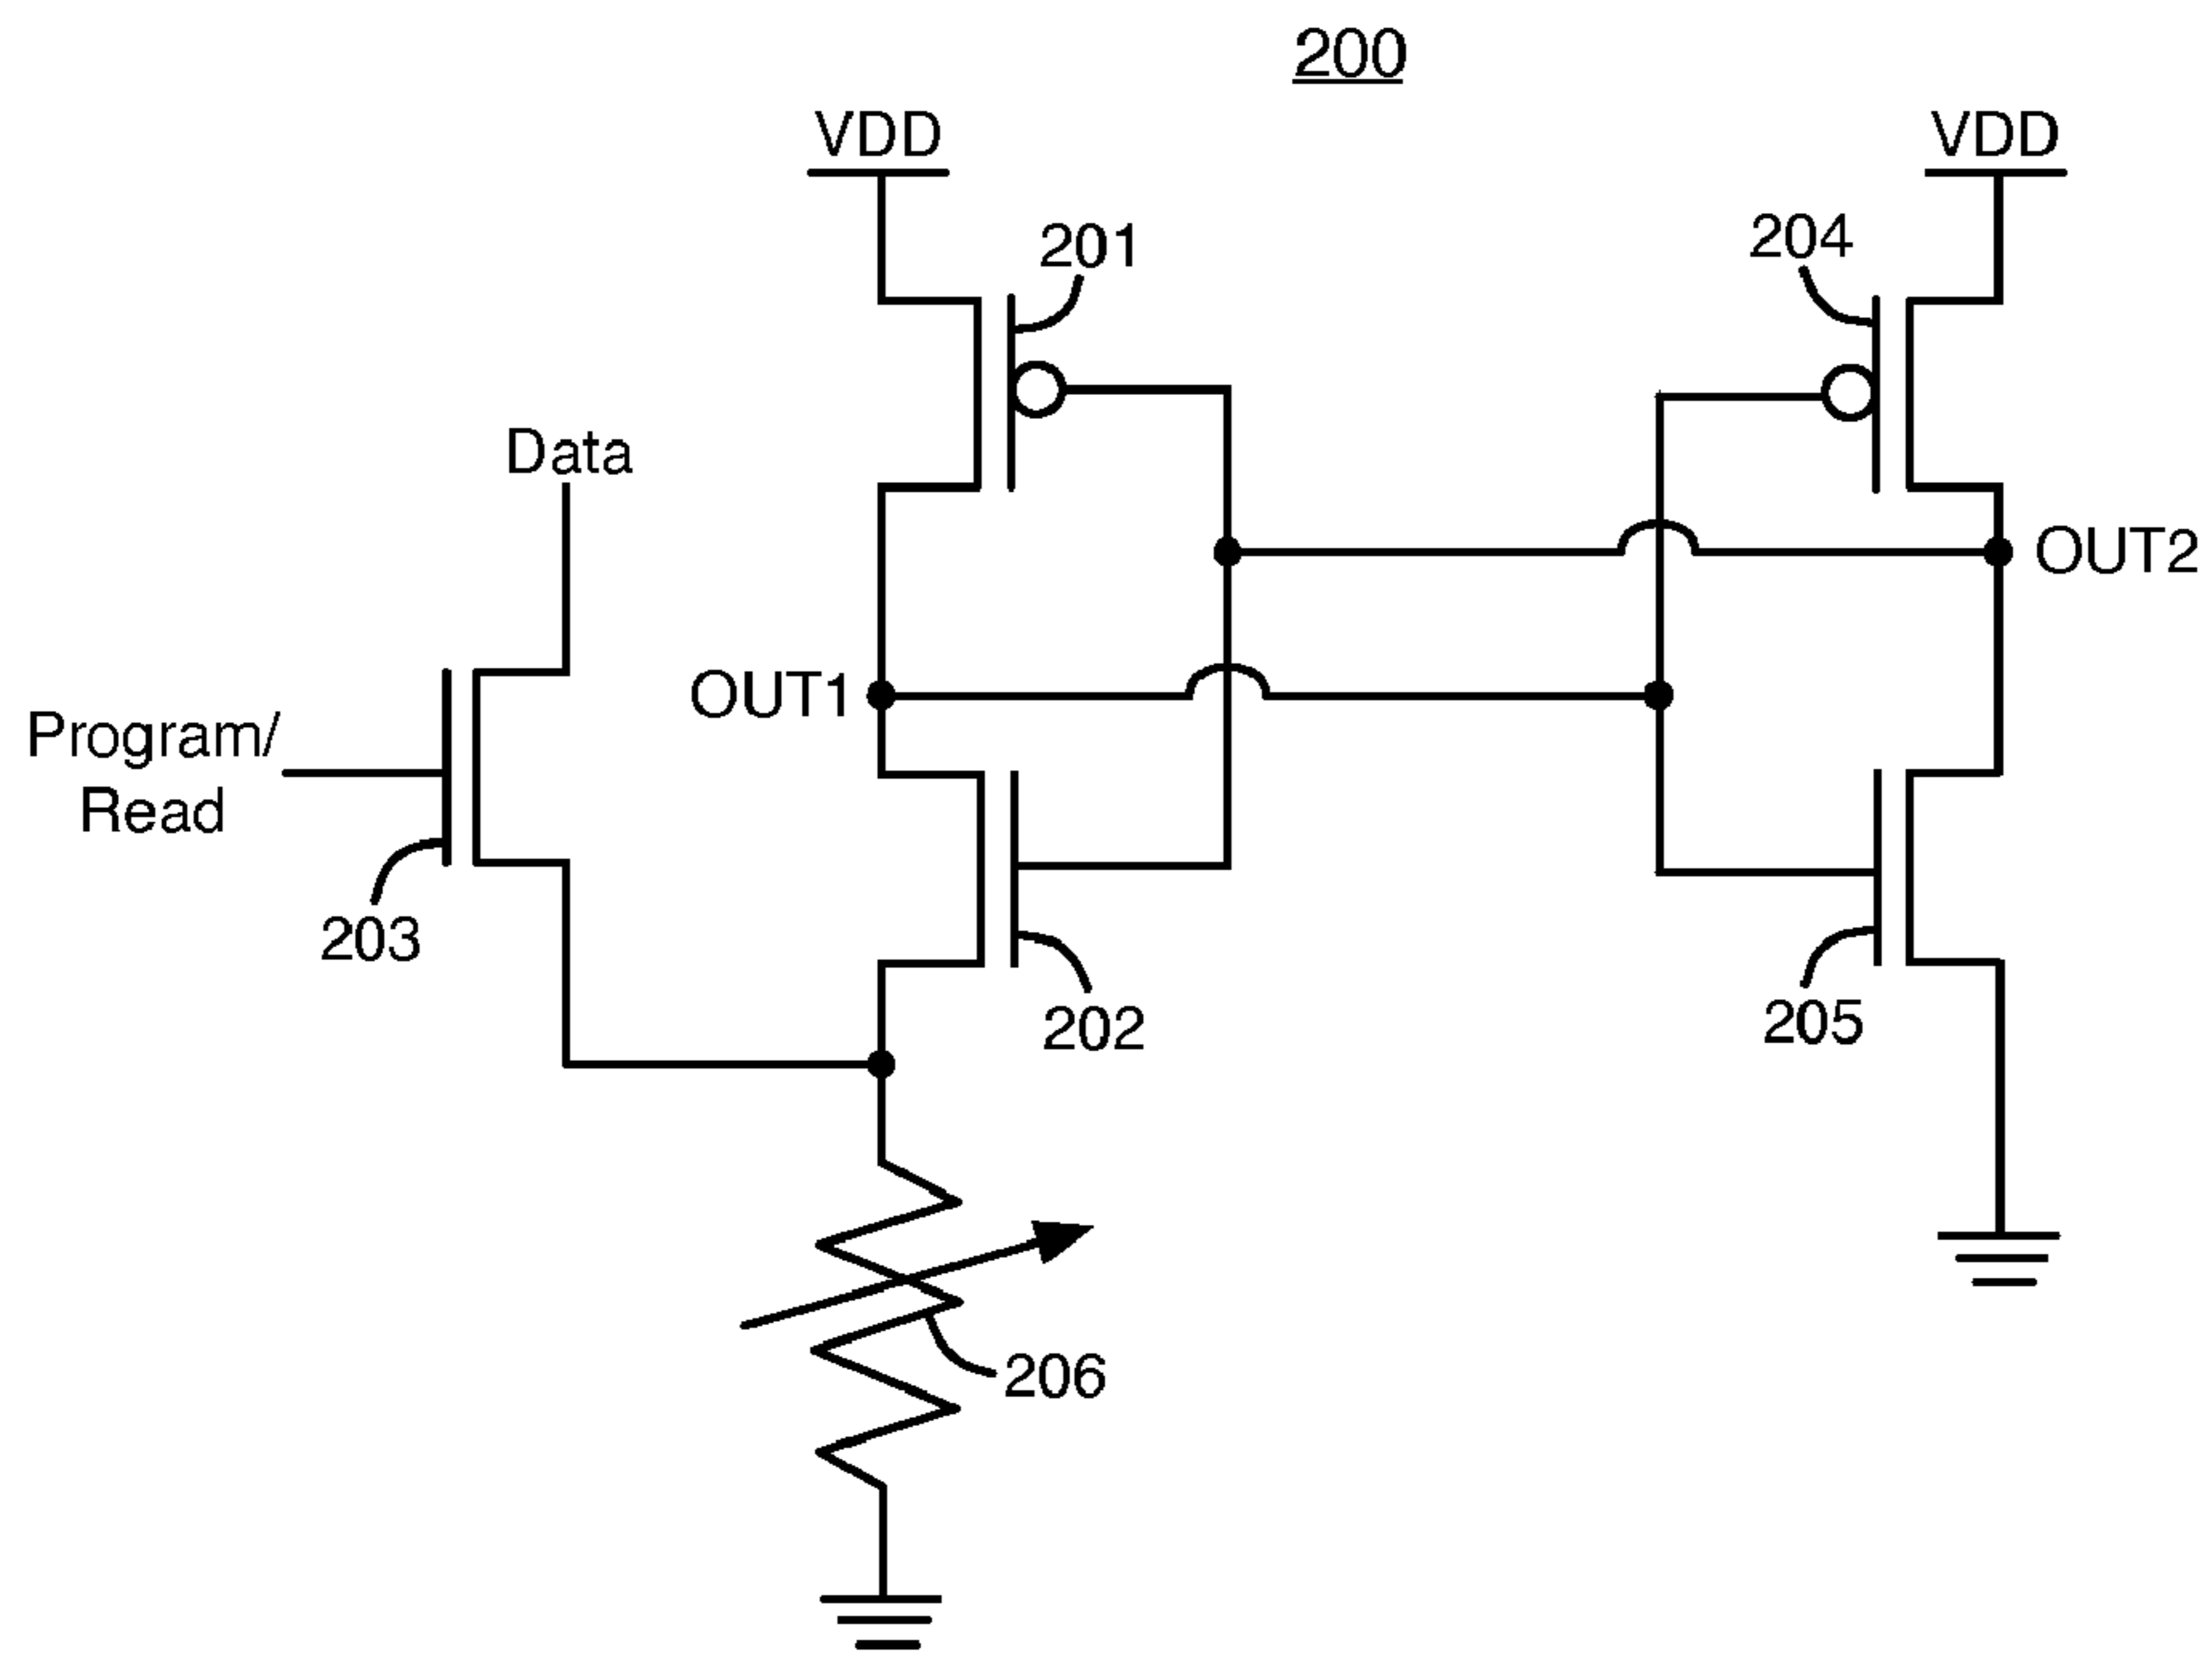 200
VDD
VDD
201
204
Data
OUT2
OUT1
Program/
Read
203
202
205
206